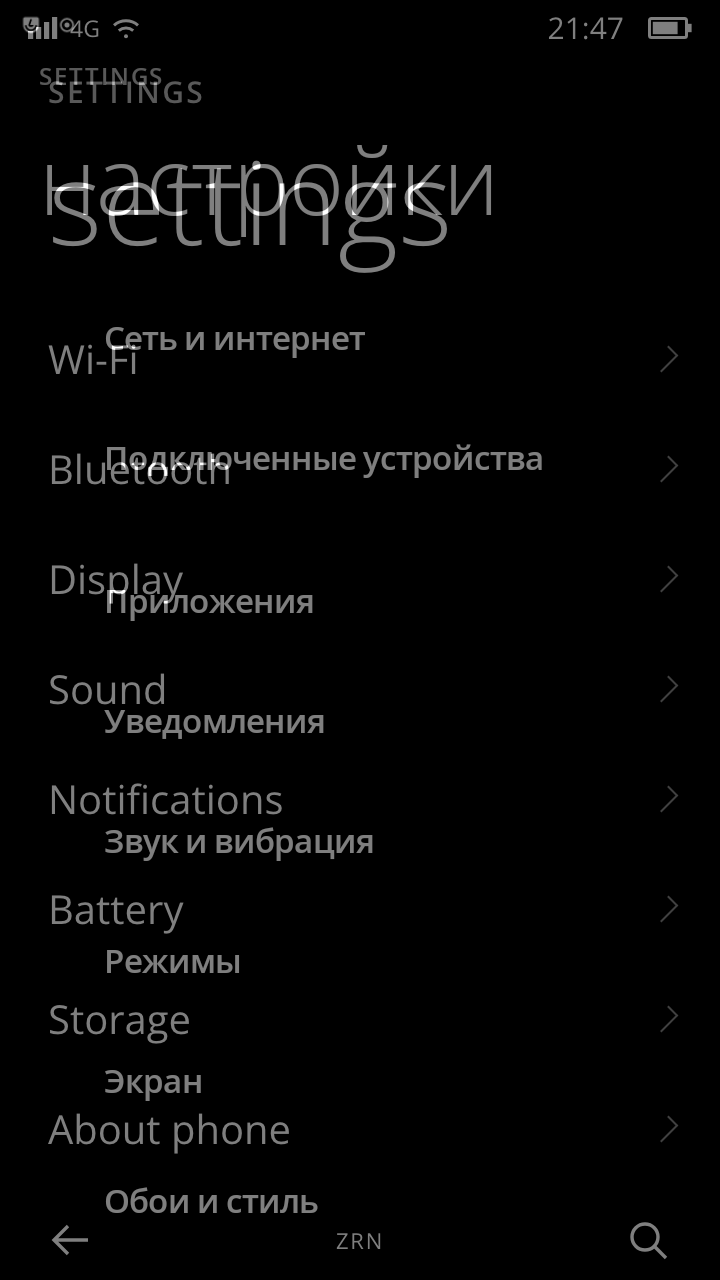 4G 21:47
SETTINGS
SETTINGS
настройки
settings
Сеть и интернет
Wi-Fi
Подключенные устройства
Bluetooth
Display
Приложения
Sound
Уведомления
Notifications
Звук и вибрация
Battery
Режимы
Storage
Экран
About phone
Обои и стиль
ZRN